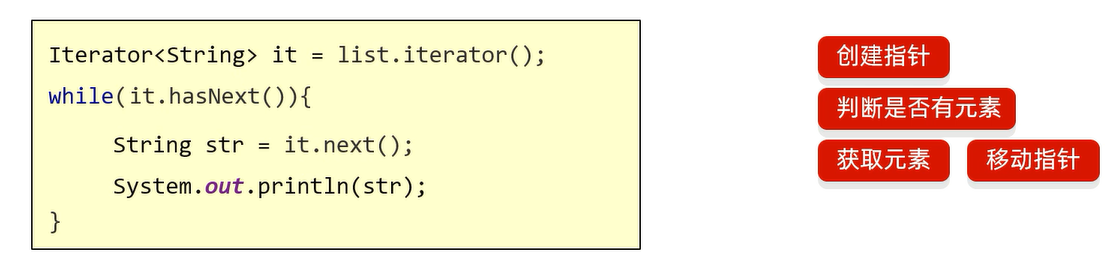 Iterator<String> it = list.iterator();
while(it.hasNext()){
String str = it.next();
System.out.println(str);
}
创建指针
判断是否有元素
获取元素 移动指针